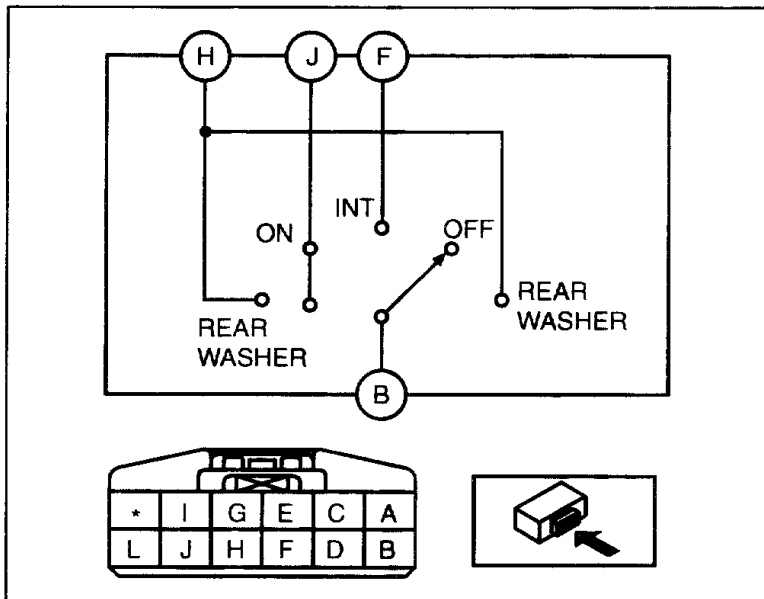 H J F
INT
ON OFF
REAR
WASHER
REAR
WASHER
B
* I G E C A
L J H F D B